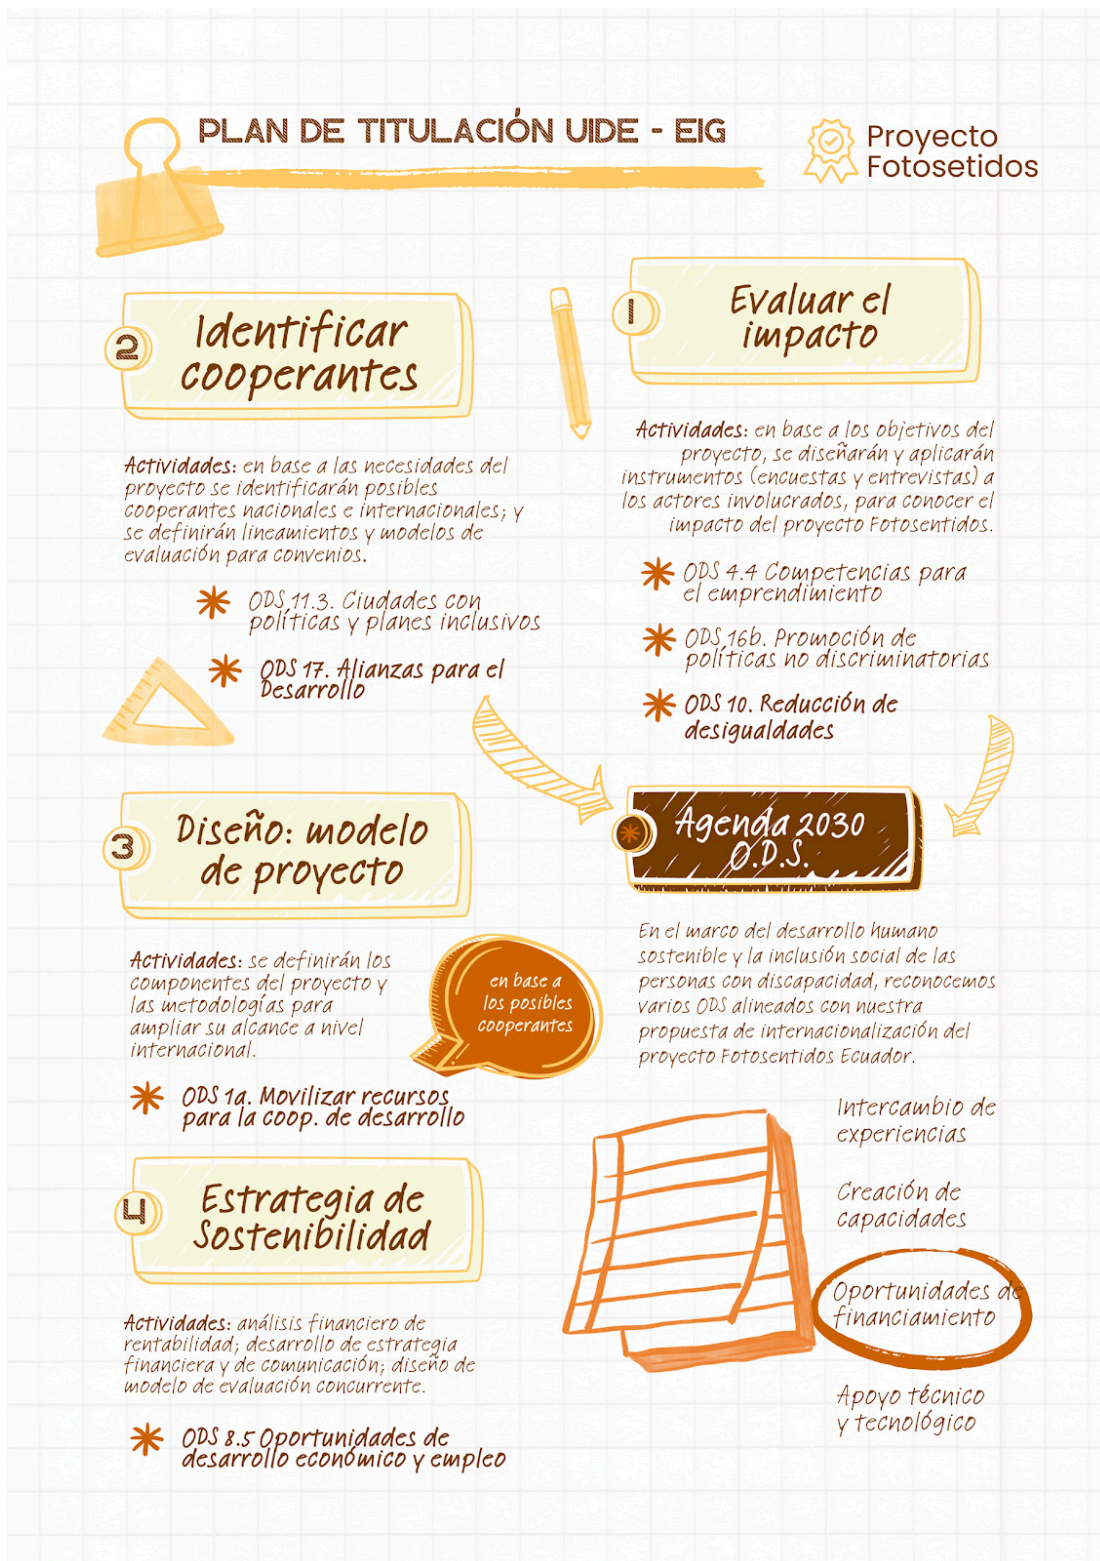 PLAN DE TITULACIÓN UIDE - EIG
Proyecto
Fotosetidos
1
Evaluar el
impacto
Actividades: en base a los objetivos del
proyecto, se diseñarán y aplicarán
instrumentos (encuestas y entrevistas) a
los actores involucrados, para conocer el
impacto del proyecto Fotosentidos.
ODS 4.4 Competencias para
el emprendimiento
ODS 16b. Promoción de
políticas no discriminatorias
ODS 10. Reducción de
desigualdades
2
Identificar
cooperantes
Actividades: en base a las necesidades del
proyecto se identificarán posibles
cooperantes nacionales e internacionales; y
se definirán lineamientos y modelos de
evaluación para convenios.
ODS 11.3. Ciudades con
políticas y planes inclusivos
ODS 17. Alianzas para el
Desarrollo
3
Diseño: modelo
de proyecto
Actividades: se definirán los
componentes del proyecto y
las metodologías para
ampliar su alcance a nivel
internacional.
en base a
los posibles
cooperantes
ODS 1a. Movilizar recursos
para la coop. de desarrollo
4
Estrategia de
Sostenibilidad
Actividades: análisis financiero de
rentabilidad; desarrollo de estrategia
financiera y de comunicación; diseño de
modelo de evaluación concurrente.
ODS 8.5 Oportunidades de
desarrollo económico y empleo
Agenda 2030
O.D.S.
En el marco del desarrollo humano
sostenible y la inclusión social de las
personas con discapacidad, reconocemos
varios ODS alineados con nuestra
propuesta de internacionalización del
proyecto Fotosentidos Ecuador.
Intercambio de
experiencias
Creación de
capacidades
Oportunidades de
financiamiento
Apoyo técnico
y tecnológico